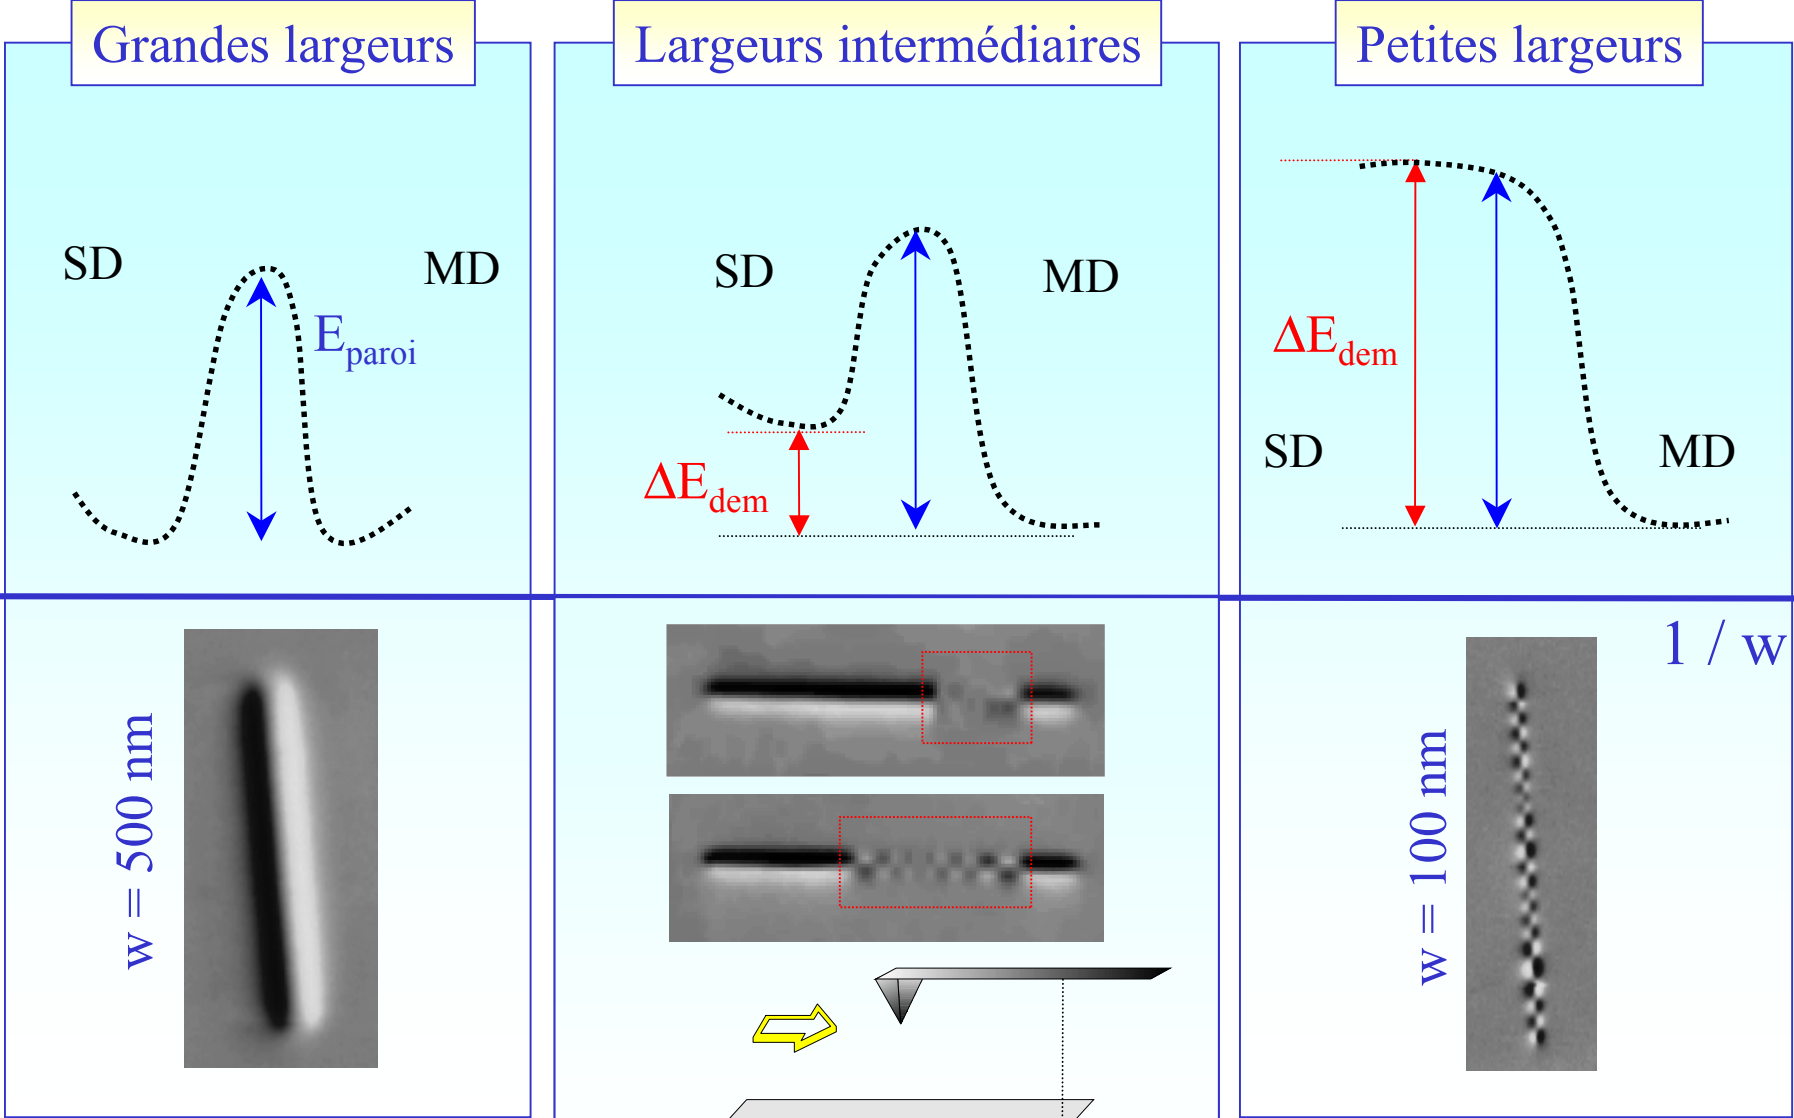 Grandes largeurs
SD
MD
Eparoi
w = 500 nm
Largeurs intermédiaires
SD
MD
ΔEdem
Petites largeurs
ΔEdem
SD
MD
1 / w
w = 100 nm